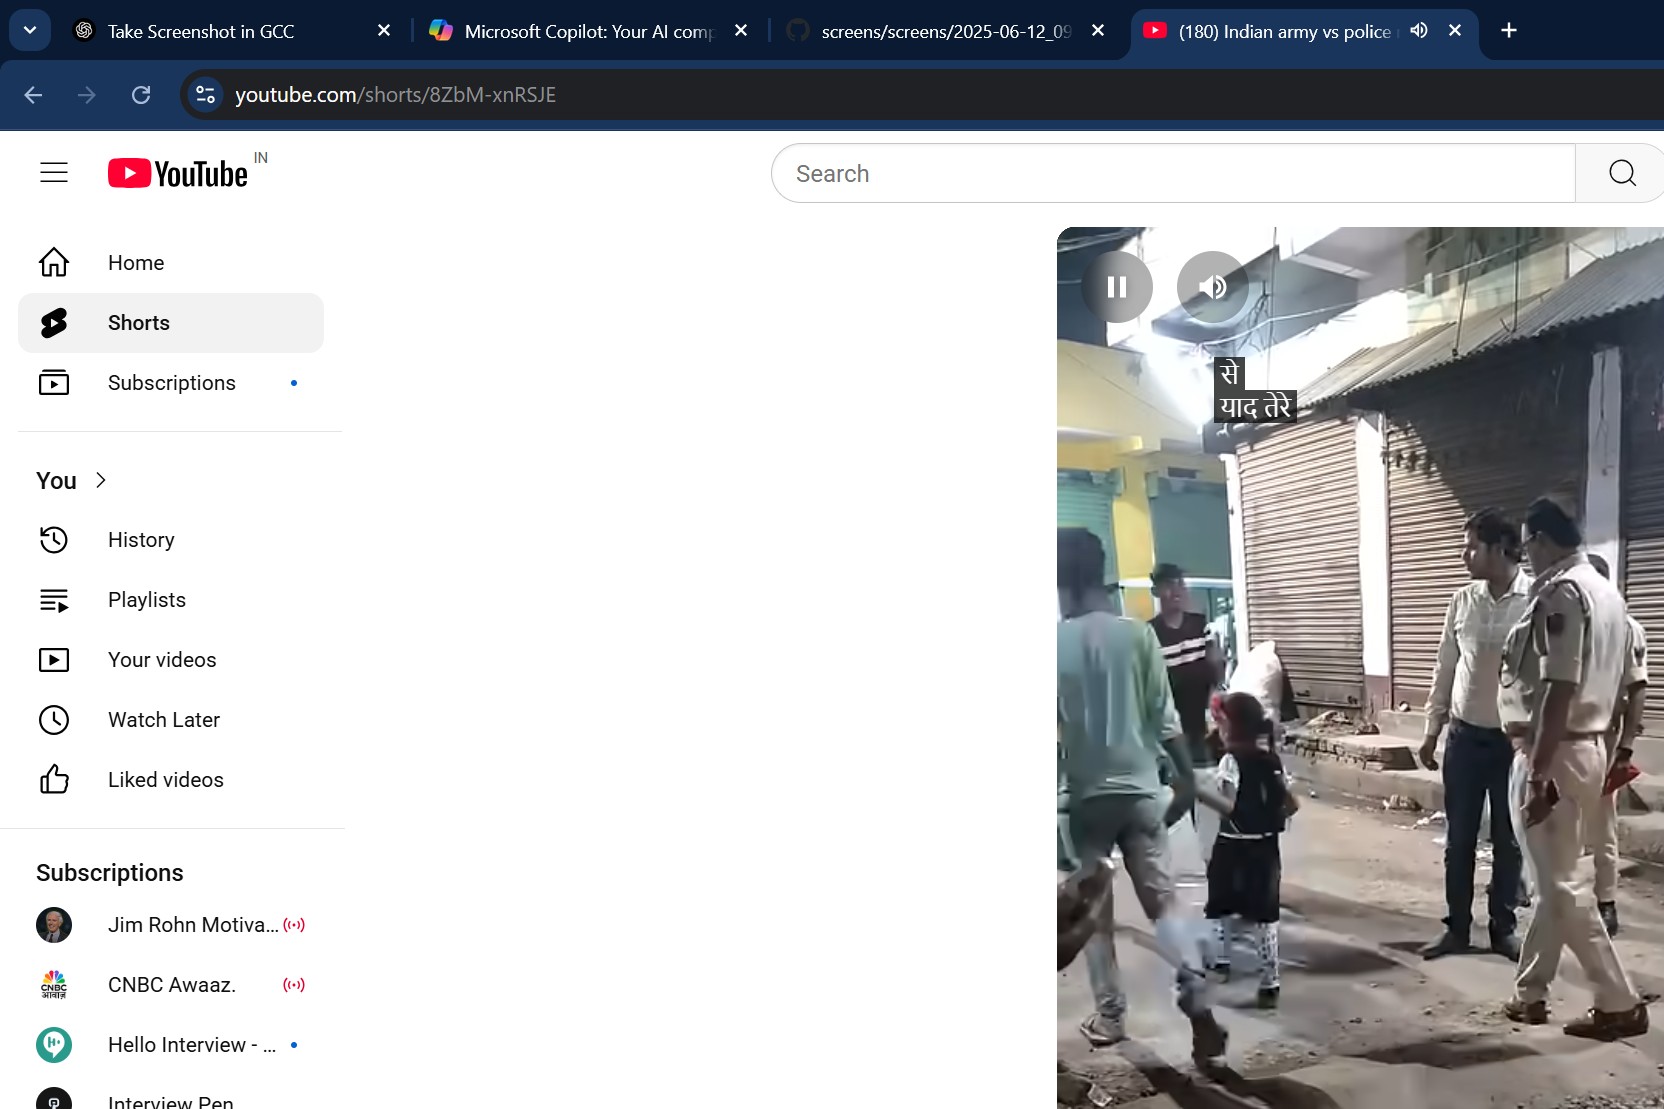 Take Screenshot in GCC
Microsoft Copilot: Your AI comp
screens/screens/2025-06-12_09
(180) Indian army vs police
youtube.com/shorts/8ZbM-xnRSJE
YouTube IN
Search
Home
Shorts
Subscriptions
You
History
Playlists
Your videos
Watch Later
Liked videos
Subscriptions
Jim Rohn Motiva...
CNBC Awaaz.
CNBC
आवाज़
Hello Interview - ...
Interview Pen
से
याद तेरे